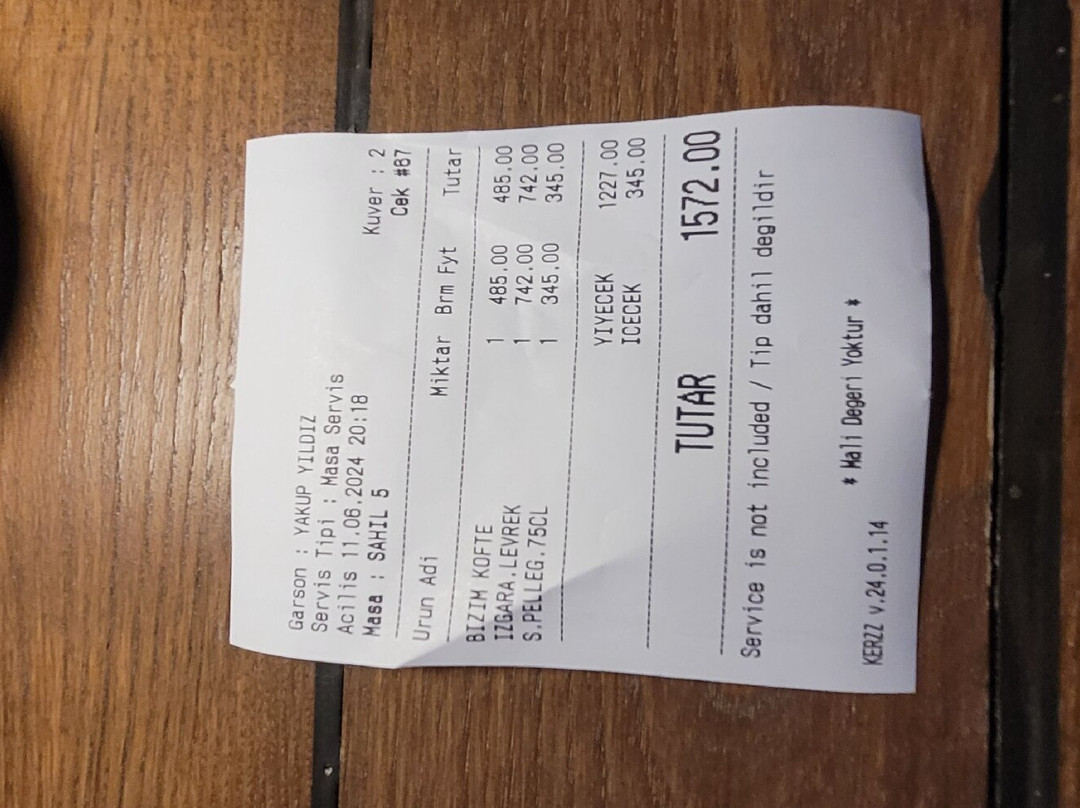 Garson : YAKUP YILDIZ
Servis Tipi : Masa Servis
Acilis 11.06.2024 20:18 Kuver : 2
Masa : SAHIL 5 Cek #67
Urun Adi Miktar Brm Fyt Tutar
BIZIM KOFTE 1 485.00 485.00
IZGARA.LEVREK 1 742.00 742.00
S.PELLEG.75CL 1 345.00 345.00
YIYECEK 1227.00
ICECEK 345.00
TUTAR 1572.00
Service is not included / Tip dahil degildir
* Mali Degeri Yoktur *
KERZZ v.24.0.1.14